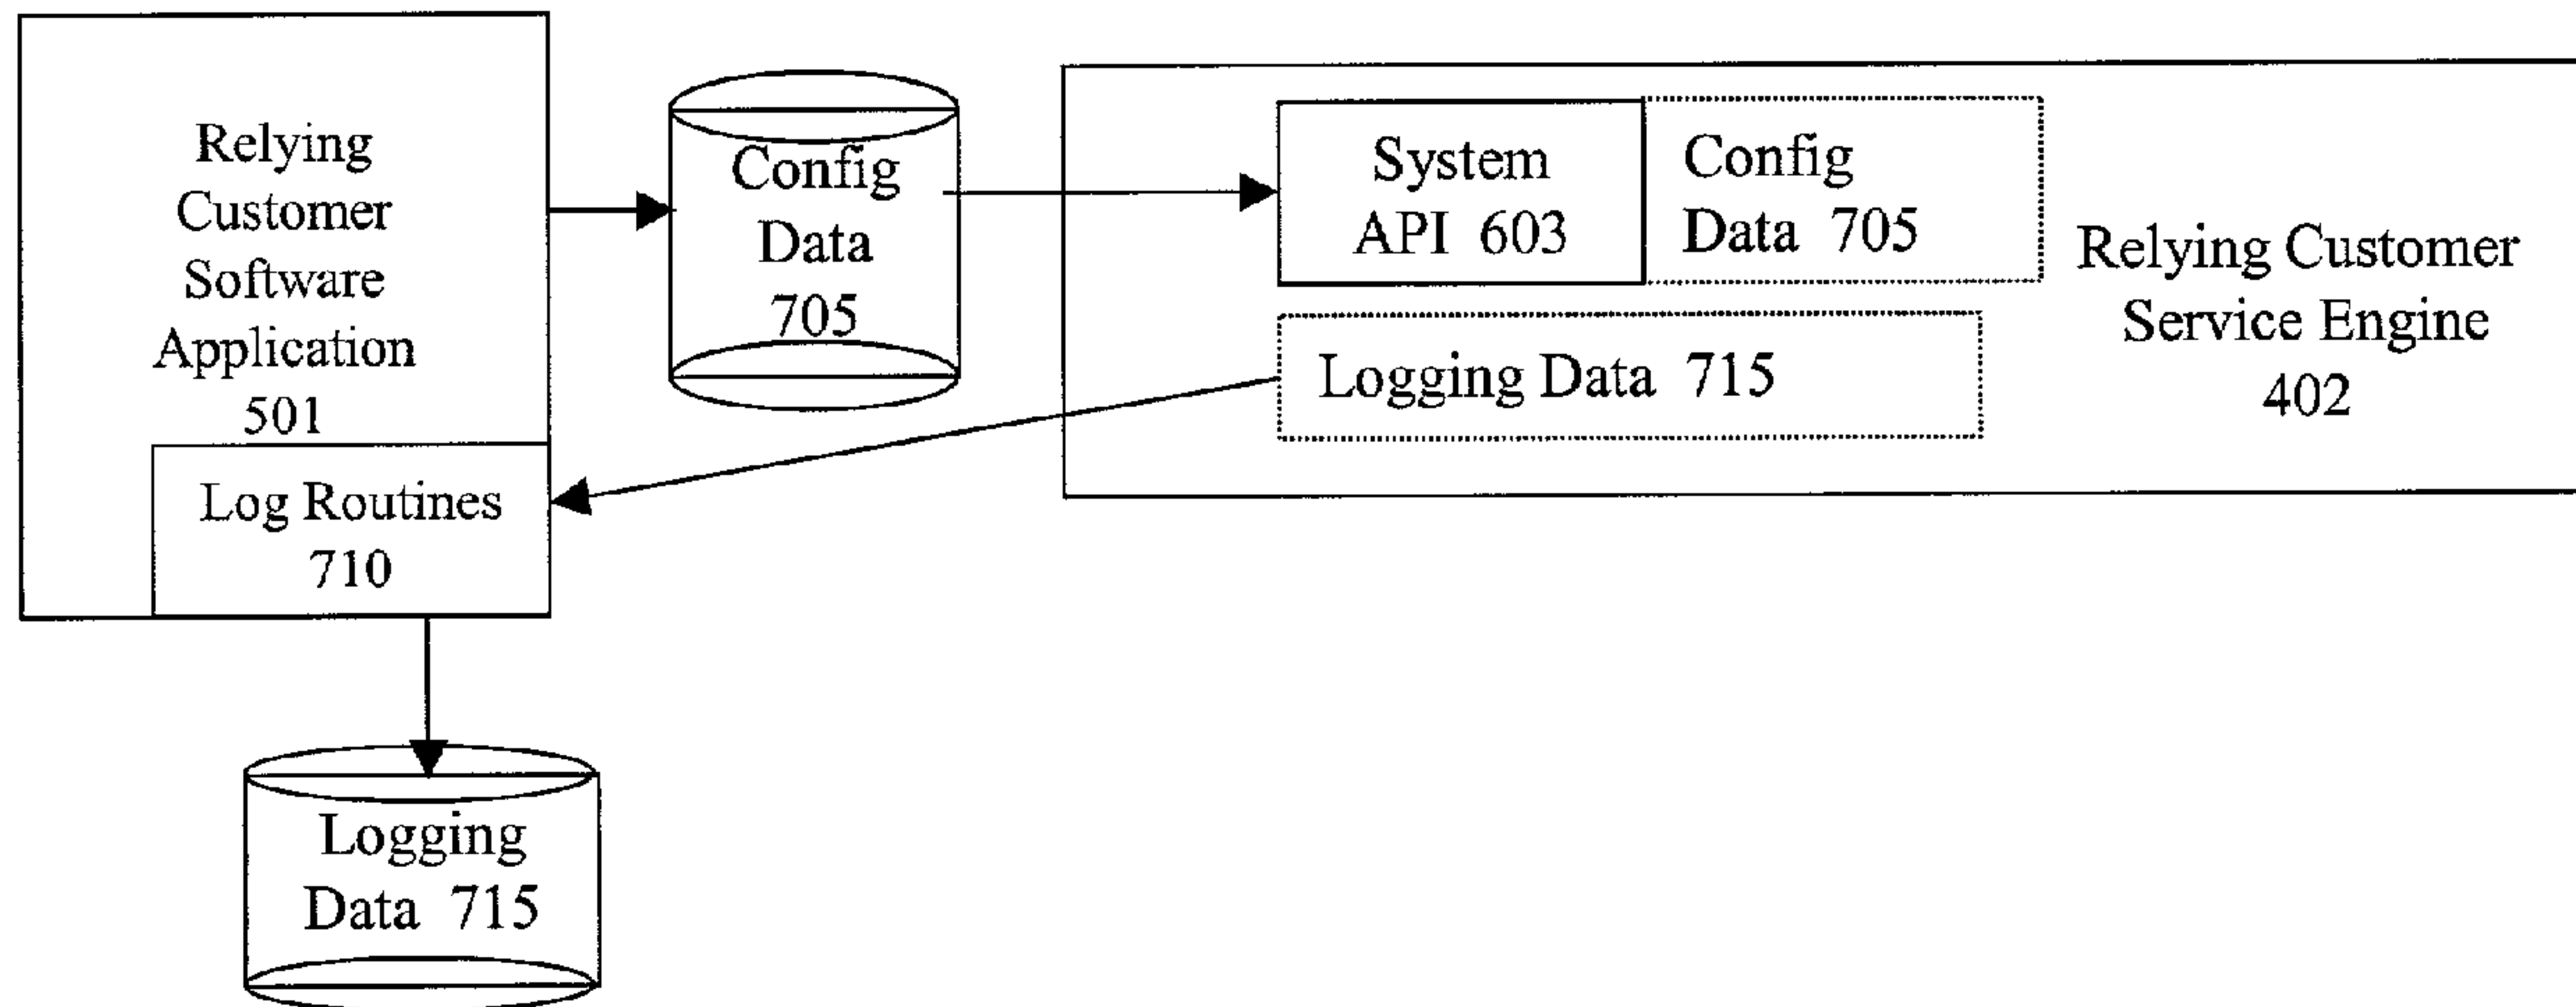 Relying
Customer
Software
Application
501
Log Routines
710
Config
Data
705
System
API 603
Config
Data 705
Logging Data 715
Relying Customer
Service Engine
402
Logging
Data 715